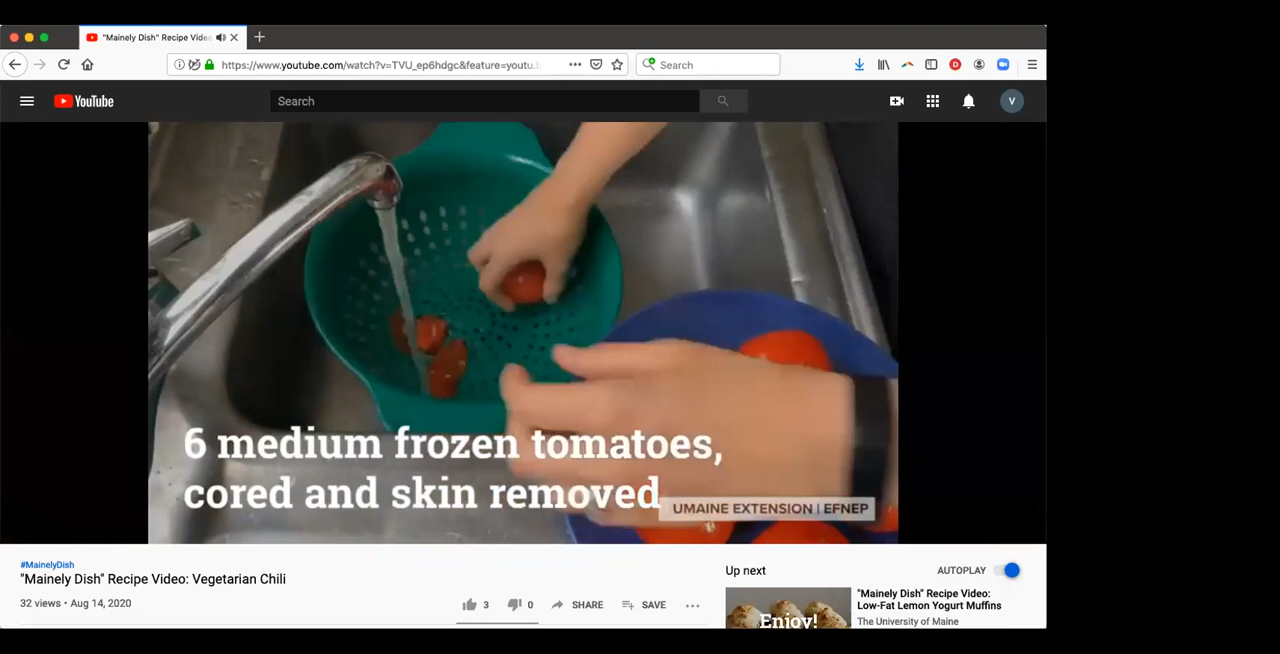 "Mainely Dish" Recipe Vide
https://www.youtube.com/watch?v=TVU_ep6hdgc&feature=youtu.b
Search
YouTube
Search
V
6 medium frozen tomatoes,
cored and skin removed
UMAINE EXTENSION | EFNEP
#MainelyDish
"Mainely Dish" Recipe Video: Vegetarian Chili
32 views • Aug 14, 2020
3
0
SHARE
SAVE
Up next
AUTOPLAY
Enjoy!
"Mainely Dish" Recipe Video:
Low-Fat Lemon Yogurt Muffins
The University of Maine